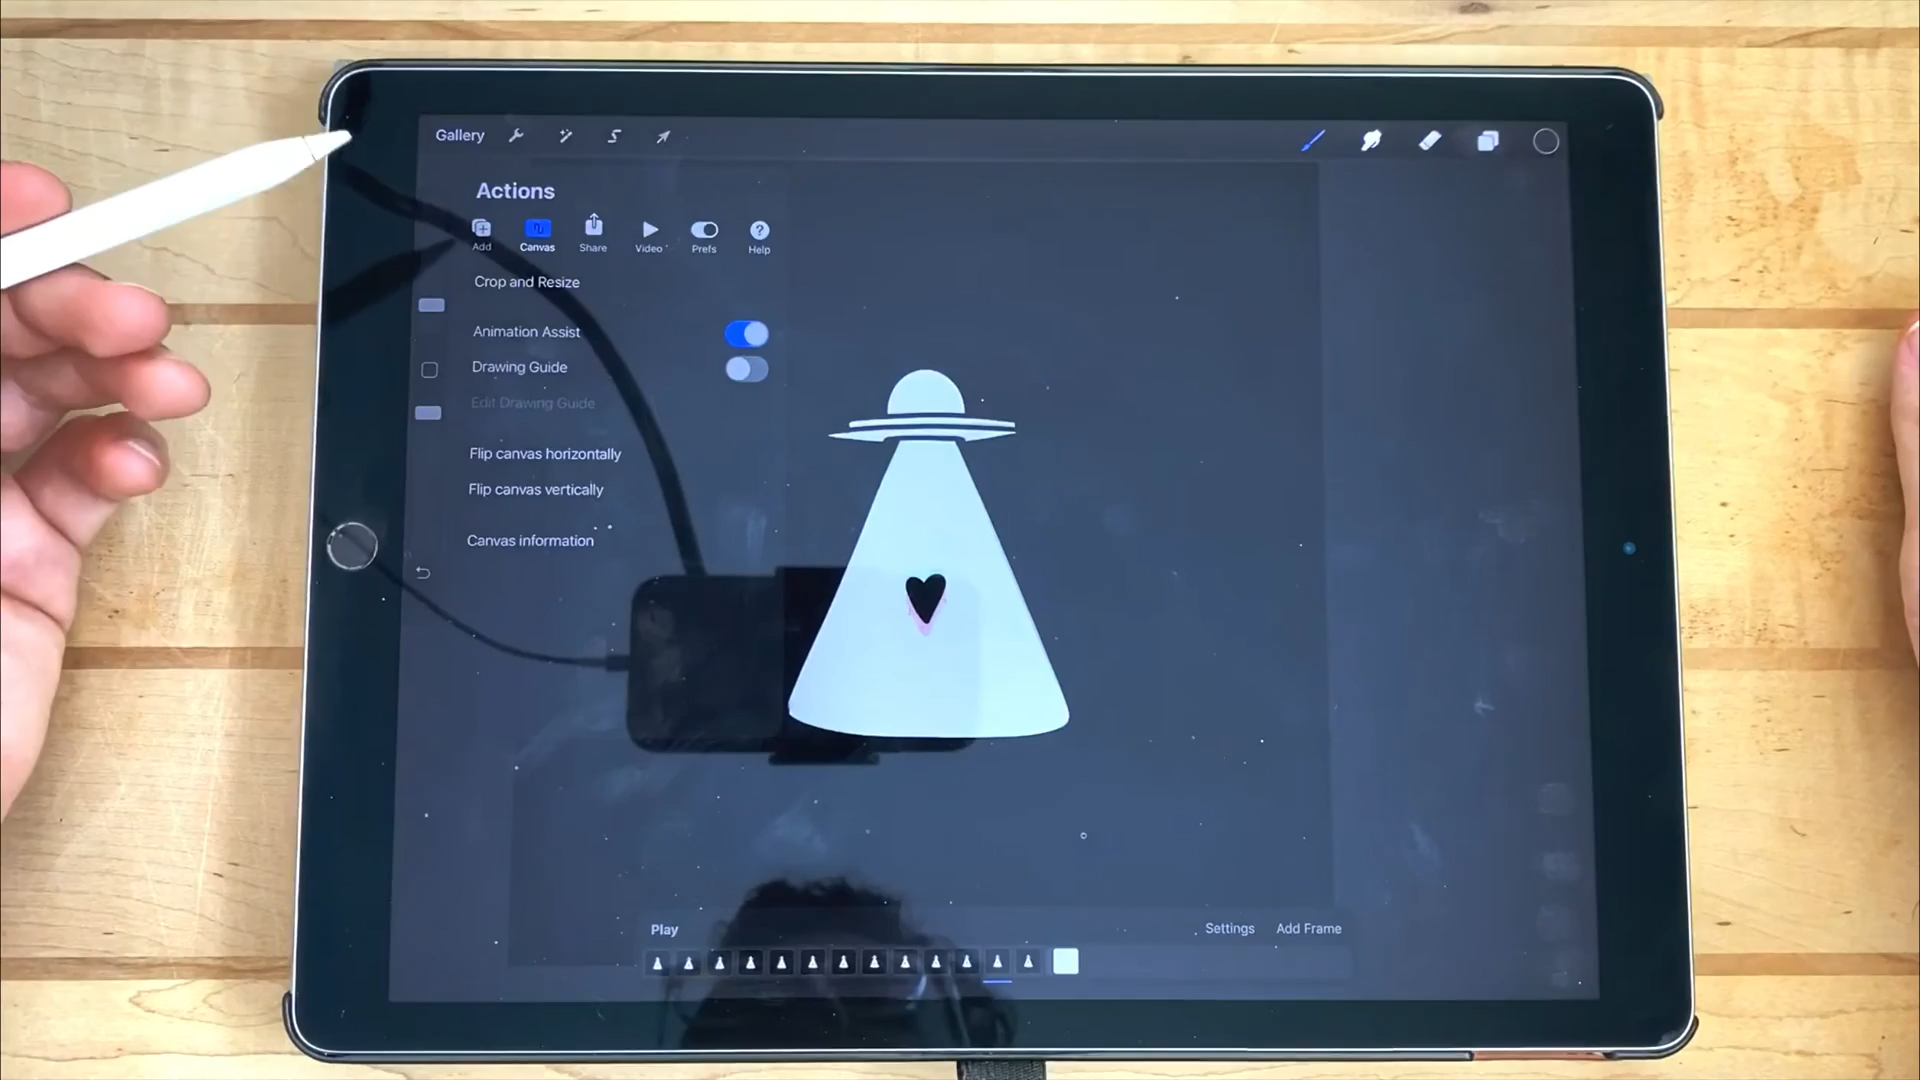 Gallery
Actions
Add Canvas Share Video Prefs Help
Crop and Resize
Animation Assist
Drawing Guide
Edit Drawing Guide
Flip canvas horizontally
Flip canvas vertically
Canvas information
Play Settings Add Frame